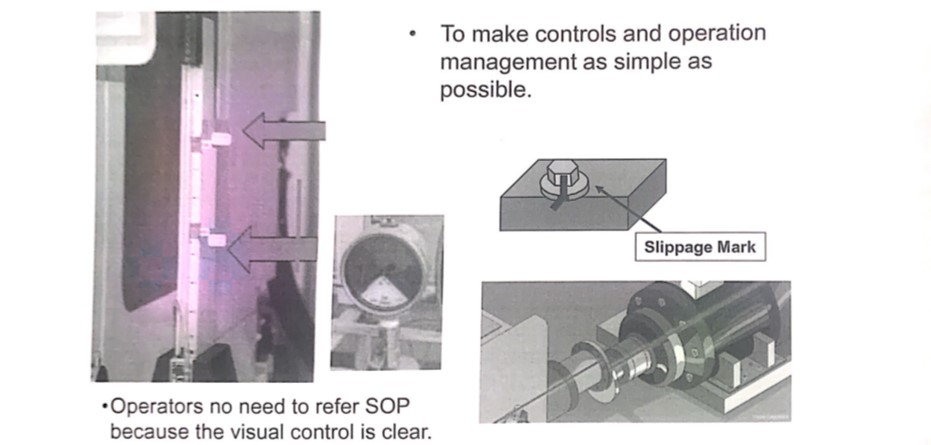 • To make controls and operation
management as simple as
possible.
Slippage Mark
•Operators no need to refer SOP
because the visual control is clear.